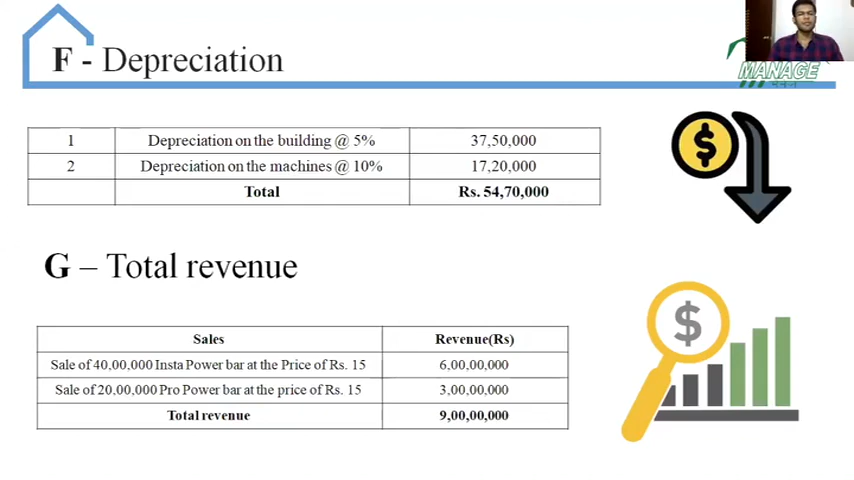 F - Depreciation
MANAGE
1 Depreciation on the building @ 5% 37,50,000
2 Depreciation on the machines @ 10% 17,20,000
Total Rs. 54,70,000
$
G – Total revenue
Sales Revenue(Rs)
Sale of 40,00,000 Insta Power bar at the Price of Rs. 15 6,00,00,000
Sale of 20,00,000 Pro Power bar at the price of Rs. 15 3,00,00,000
Total revenue 9,00,00,000
$